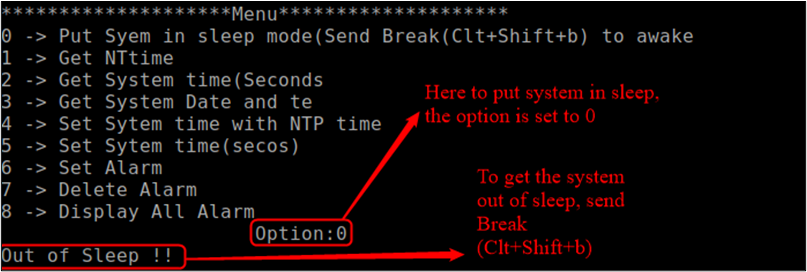 ********************Menu********************
0 -> Put Syem in sleep mode(Send Break(Clt+Shift+b) to awake
1 -> Get NTtime
2 -> Get System time(Seconds
3 -> Get System Date and te
4 -> Set Sytem time with NTP time
5 -> Set System time(secos)
6 -> Set Alarm
7 -> Delete Alarm
8 -> Display All Alarm
Option:0
Out of Sleep !!
Here to put system in sleep,
the option is set to 0
To get the system
out of sleep, send
Break
(Clt+Shift+b)